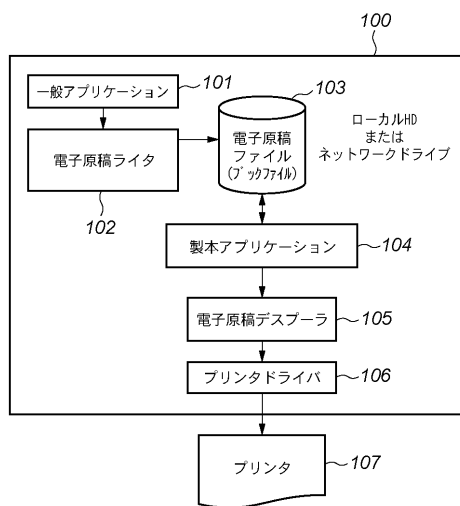 100
一般アプリケーション
101
電子原稿ライタ
102
103
電子原稿
ファイル
(ﾌﾞｯｸﾌｧｲﾙ)
ローカルHD
または
ネットワークドライブ
製本アプリケーション
104
電子原稿デスプーラ
105
プリンタドライバ
106
プリンタ
107